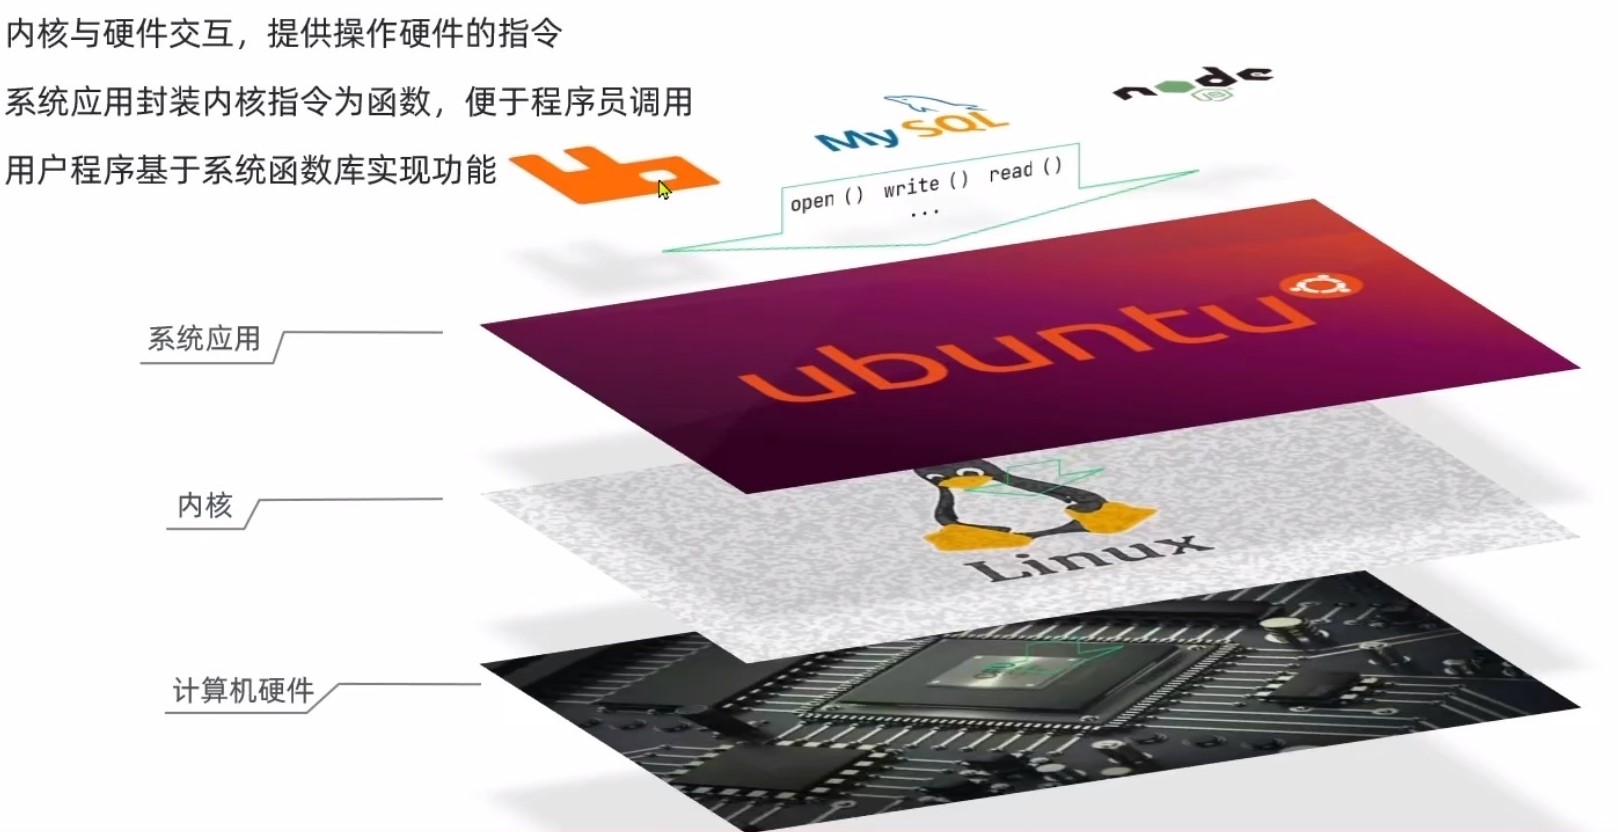 内核与硬件交互，提供操作硬件的指令
系统应用封装内核指令为函数，便于程序员调用
用户程序基于系统函数库实现功能
node
JS
MySQL
open () write () read ()
...
系统应用
ubuntu
内核
Linux
计算机硬件